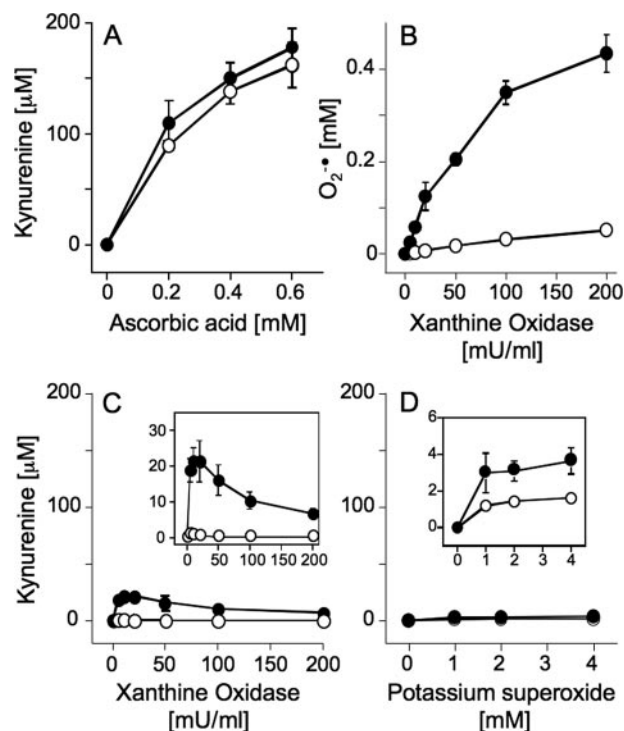 A
B
200
100
0
Kynurenine [µM]
0 0.2 0.4 0.6
Ascorbic acid [mM]
0.4
0.2
0
O2-• [mM]
0 50 100 150 200
Xanthine Oxidase
[mU/ml]
C
D
200
100
0
Kynurenine [µM]
30
20
10
0
0 50 100 150 200
0 50 100 150 200
Xanthine Oxidase
[mU/ml]
200
100
0
6
4
2
0
0 1 2 3 4
0 1 2 3 4
Potassium superoxide
[mM]